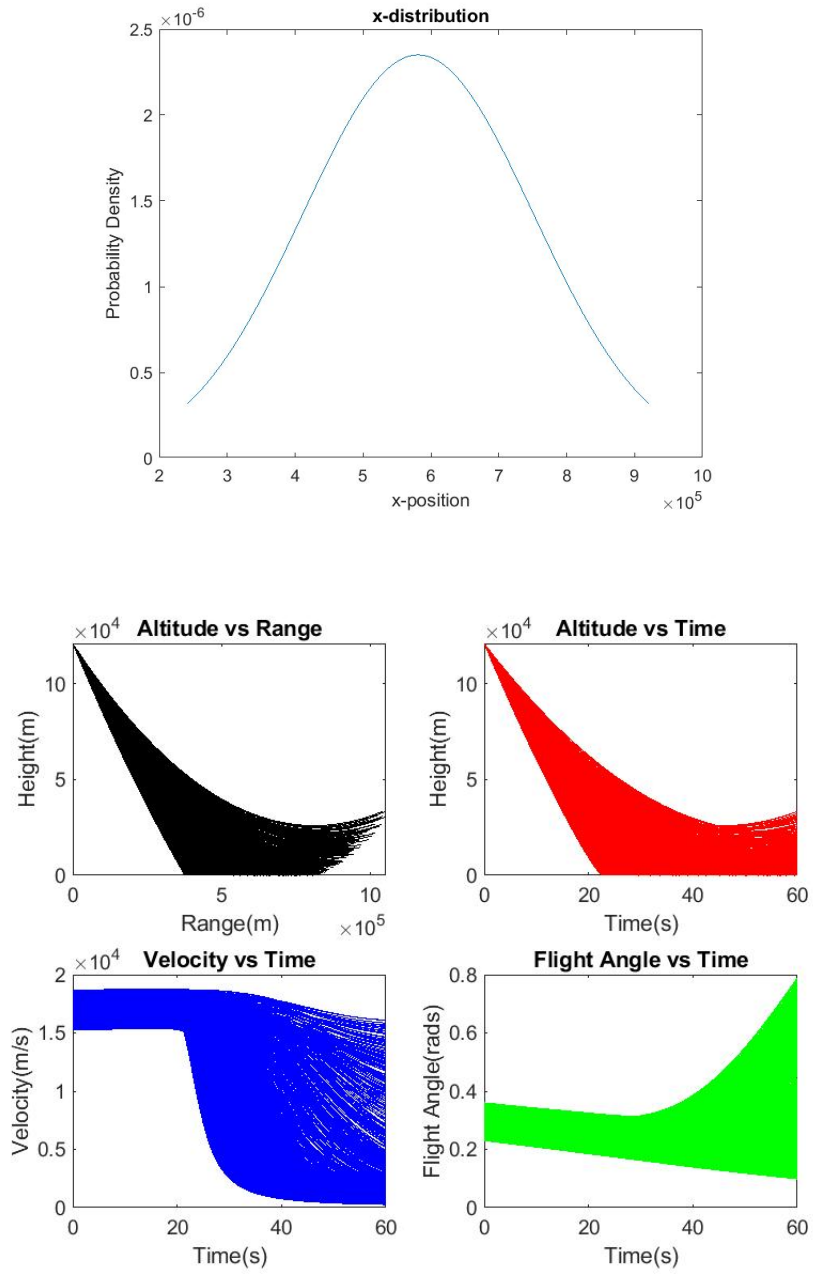 x-distribution
×10-6
2.5
2
1.5
1
0.5
0
Probability Density
2 3 4 5 6 7 8 9 10
x-position
×10^5
Altitude vs Range
×10^4
10
5
0
Height(m)
0 5 10
Range(m)
×10^5
Altitude vs Time
×10^4
10
5
0
Height(m)
0 20 40 60
Time(s)
Velocity vs Time
×10^4
2
1.5
1
0.5
0
Velocity(m/s)
0 20 40 60
Time(s)
Flight Angle vs Time
0.8
0.6
0.4
0.2
0
Flight Angle(rads)
0 20 40 60
Time(s)